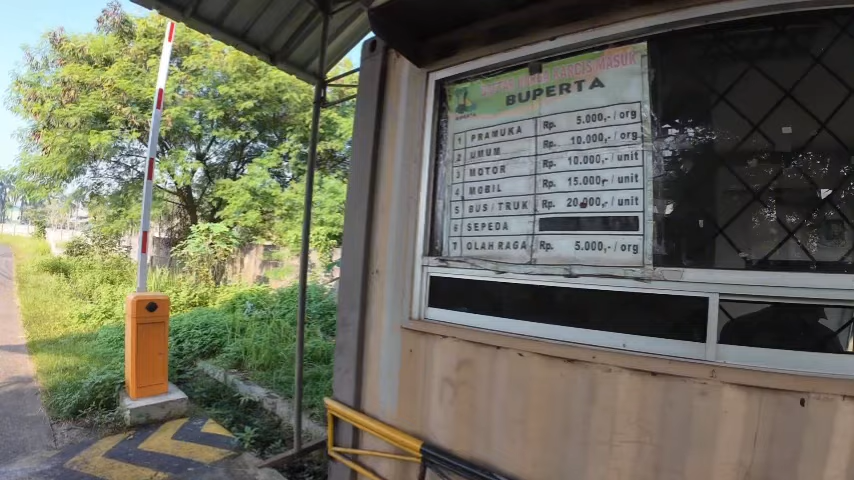 KARCIS MASUK
BUPERTA
1 PRAMUKA Rp. 5.000,- / org
2 UMUM Rp. 10.000,- / org
3 MOTOR Rp. 10.000,- / unit
4 MOBIL Rp. 15.000,- / unit
5 BUS / TRUK Rp. 20.000,- / unit
6 SEPEDA
7 OLAH RAGA Rp. 5.000,- / org